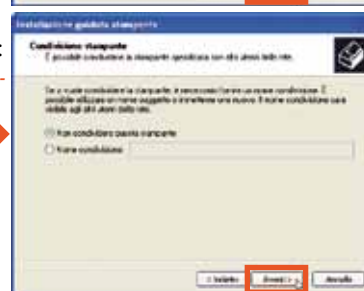 Installazione guidata stampante
Condivisione stampante
È possibile condividere la stampante specificata con altri utenti della rete.
Se si vuole condividere la stampante, è necessario fornire un nome condivisione. È
possibile utilizzare un nome suggerito o immetterne uno nuovo. Il nome condivisione sarà
visibile agli altri utenti della rete.
Non condividere questa stampante
Nome condivisione:
< Indietro
Avanti >
Annulla